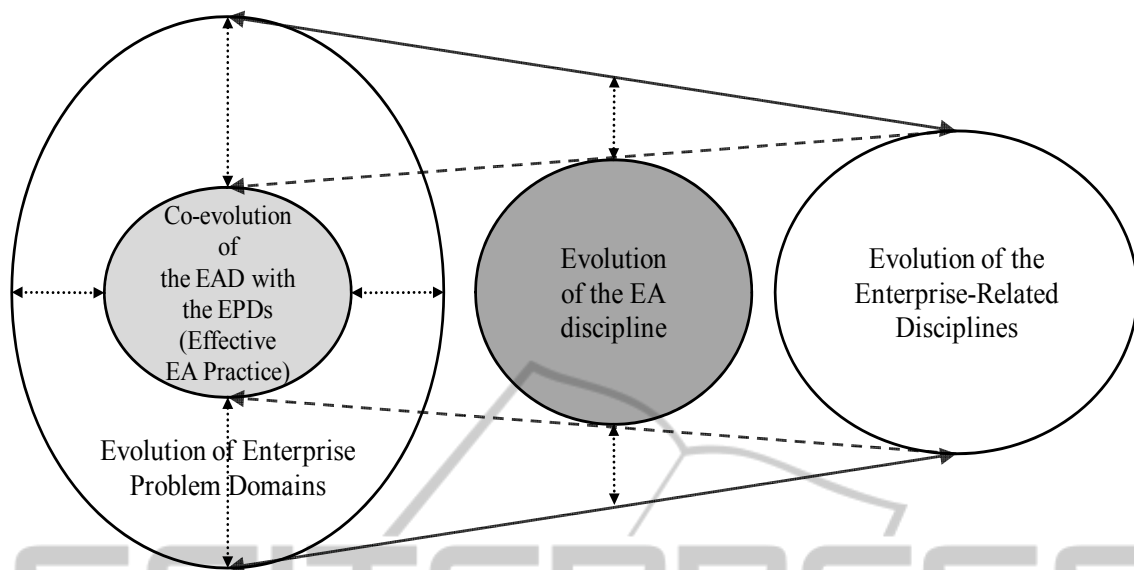 Co-evolution
of
the EAD with
the EPDs
(Effective
EA Practice)
Evolution of Enterprise
Problem Domains
Evolution
of the EA
discipline
Evolution of the
Enterprise-Related
Disciplines